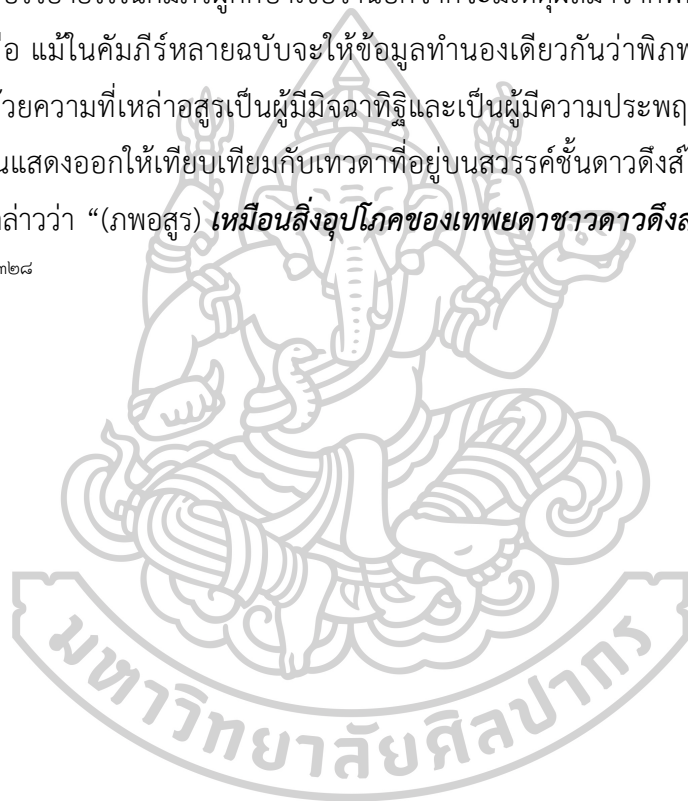 ือ แม้ในคัมภีร์หลายฉบับจะให้ข้อมูลทำนองเดียวกันว่าพิภพ
้วยความที่เหล่าอสูรเป็นผู้มีมิจฉาทิฐิและเป็นผู้มีความประพฤ
นแสดงออกให้เทียบเทียมกับเทวดาที่อยู่บนสวรรค์ชั้นดาวดึงส์
ล่าวว่า “(ภพอสูร) เหมือนสิ่งอุปโภคของเทพยดาชาวดาวดึงส
๓๒๘
มหาวิทยาลัยศิลปากร